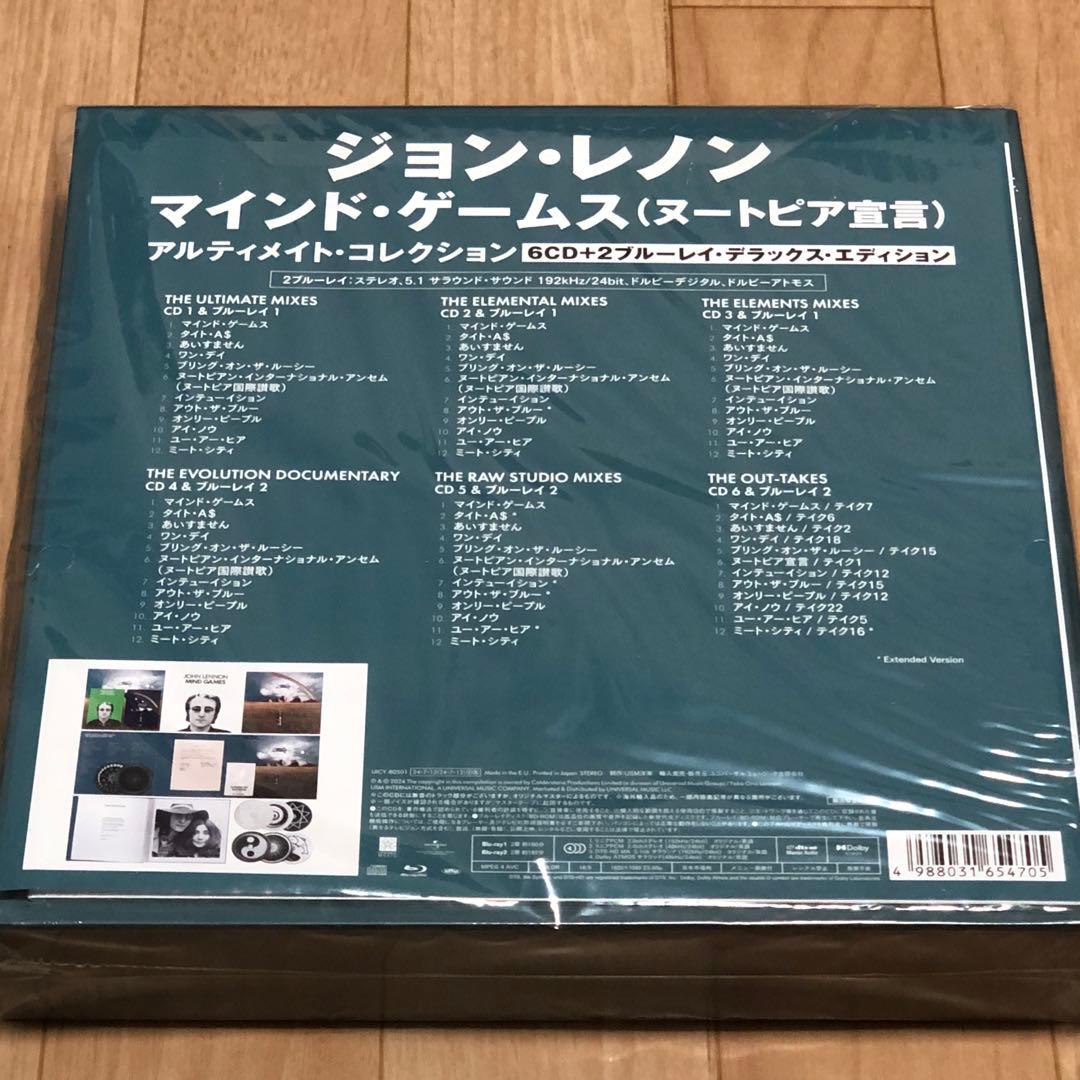 ジョン・レノン
マインド・ゲームス(ヌートピア宣言)
アルティメイト・コレクション 6CD+2ブルーレイ・デラックス・エディション
2ブルーレイ:ステレオ、5.1 サラウンド・サウンド 192kHz/24bit、ドルビーデジタル、ドルビーアトモス
THE ULTIMATE MIXES
CD 1 & ブルーレイ 1
1. マインド・ゲームス
2. タイト・A$
3. あいすません
4. ワン・デイ
5. ブリング・オン・ザ・ルーシー
6. ヌートピアン・インターナショナル・アンセム
(ヌートピア国際讃歌)
7. インテューイション
8. アウト・ザ・ブルー
9. オンリー・ピープル
10. アイ・ノウ
11. ユー・アー・ヒア
12. ミート・シティ
THE ELEMENTAL MIXES
CD 2 & ブルーレイ 1
1. マインド・ゲームス
2. タイト・A$
3. あいすません
4. ワン・デイ
5. ブリング・オン・ザ・ルーシー
6. ヌートピアン・インターナショナル・アンセム
(ヌートピア国際讃歌)
7. インテューイション
8. アウト・ザ・ブルー *
9. オンリー・ピープル
10. アイ・ノウ
11. ユー・アー・ヒア
12. ミート・シティ
THE ELEMENTS MIXES
CD 3 & ブルーレイ 1
1. マインド・ゲームス
2. タイト・A$
3. あいすません
4. ワン・デイ
5. ブリング・オン・ザ・ルーシー
6. ヌートピアン・インターナショナル・アンセム
(ヌートピア国際讃歌)
7. インテューイション
8. アウト・ザ・ブルー
9. オンリー・ピープル
10. アイ・ノウ
11. ユー・アー・ヒア
12. ミート・シティ
THE EVOLUTION DOCUMENTARY
CD 4 & ブルーレイ 2
1. マインド・ゲームス
2. タイト・A$
3. あいすません
4. ワン・デイ
5. ブリング・オン・ザ・ルーシー
6. ヌートピアン・インターナショナル・アンセム
(ヌートピア国際讃歌)
7. インテューイション
8. アウト・ザ・ブルー
9. オンリー・ピープル
10. アイ・ノウ
11. ユー・アー・ヒア
12. ミート・シティ
THE RAW STUDIO MIXES
CD 5 & ブルーレイ 2
1. マインド・ゲームス
2. タイト・A$ *
3. あいすません
4. ワン・デイ
5. ブリング・オン・ザ・ルーシー
6. ヌートピアン・インターナショナル・アンセム
(ヌートピア国際讃歌)
7. インテューイション *
8. アウト・ザ・ブルー *
9. オンリー・ピープル
10. アイ・ノウ
11. ユー・アー・ヒア *
12. ミート・シティ
THE OUT-TAKES
CD 6 & ブルーレイ 2
1. マインド・ゲームス / テイク7
2. タイト・A$ / テイク6
3. あいすません / テイク2
4. ワン・デイ / テイク18
5. ブリング・オン・ザ・ルーシー / テイク15
6. ヌートピア宣言 / テイク1
7. インテューイション / テイク12
8. アウト・ザ・ブルー / テイク15
9. オンリー・ピープル / テイク12
10. アイ・ノウ / テイク22
11. ユー・アー・ヒア / テイク5
12. ミート・シティ / テイク16 *
* Extended Version
JOHN LENNON
MIND GAMES
UICY-80501
Made in the E.U. Printed in Japan STEREO
USM INTERNATIONAL, A UNIVERSAL MUSIC COMPANY. Marketed & Distributed by UNIVERSAL MUSIC LLC
Blu-ray1
Blu-ray2
MPEG 4 AVC
Dolby
4 988031 654705